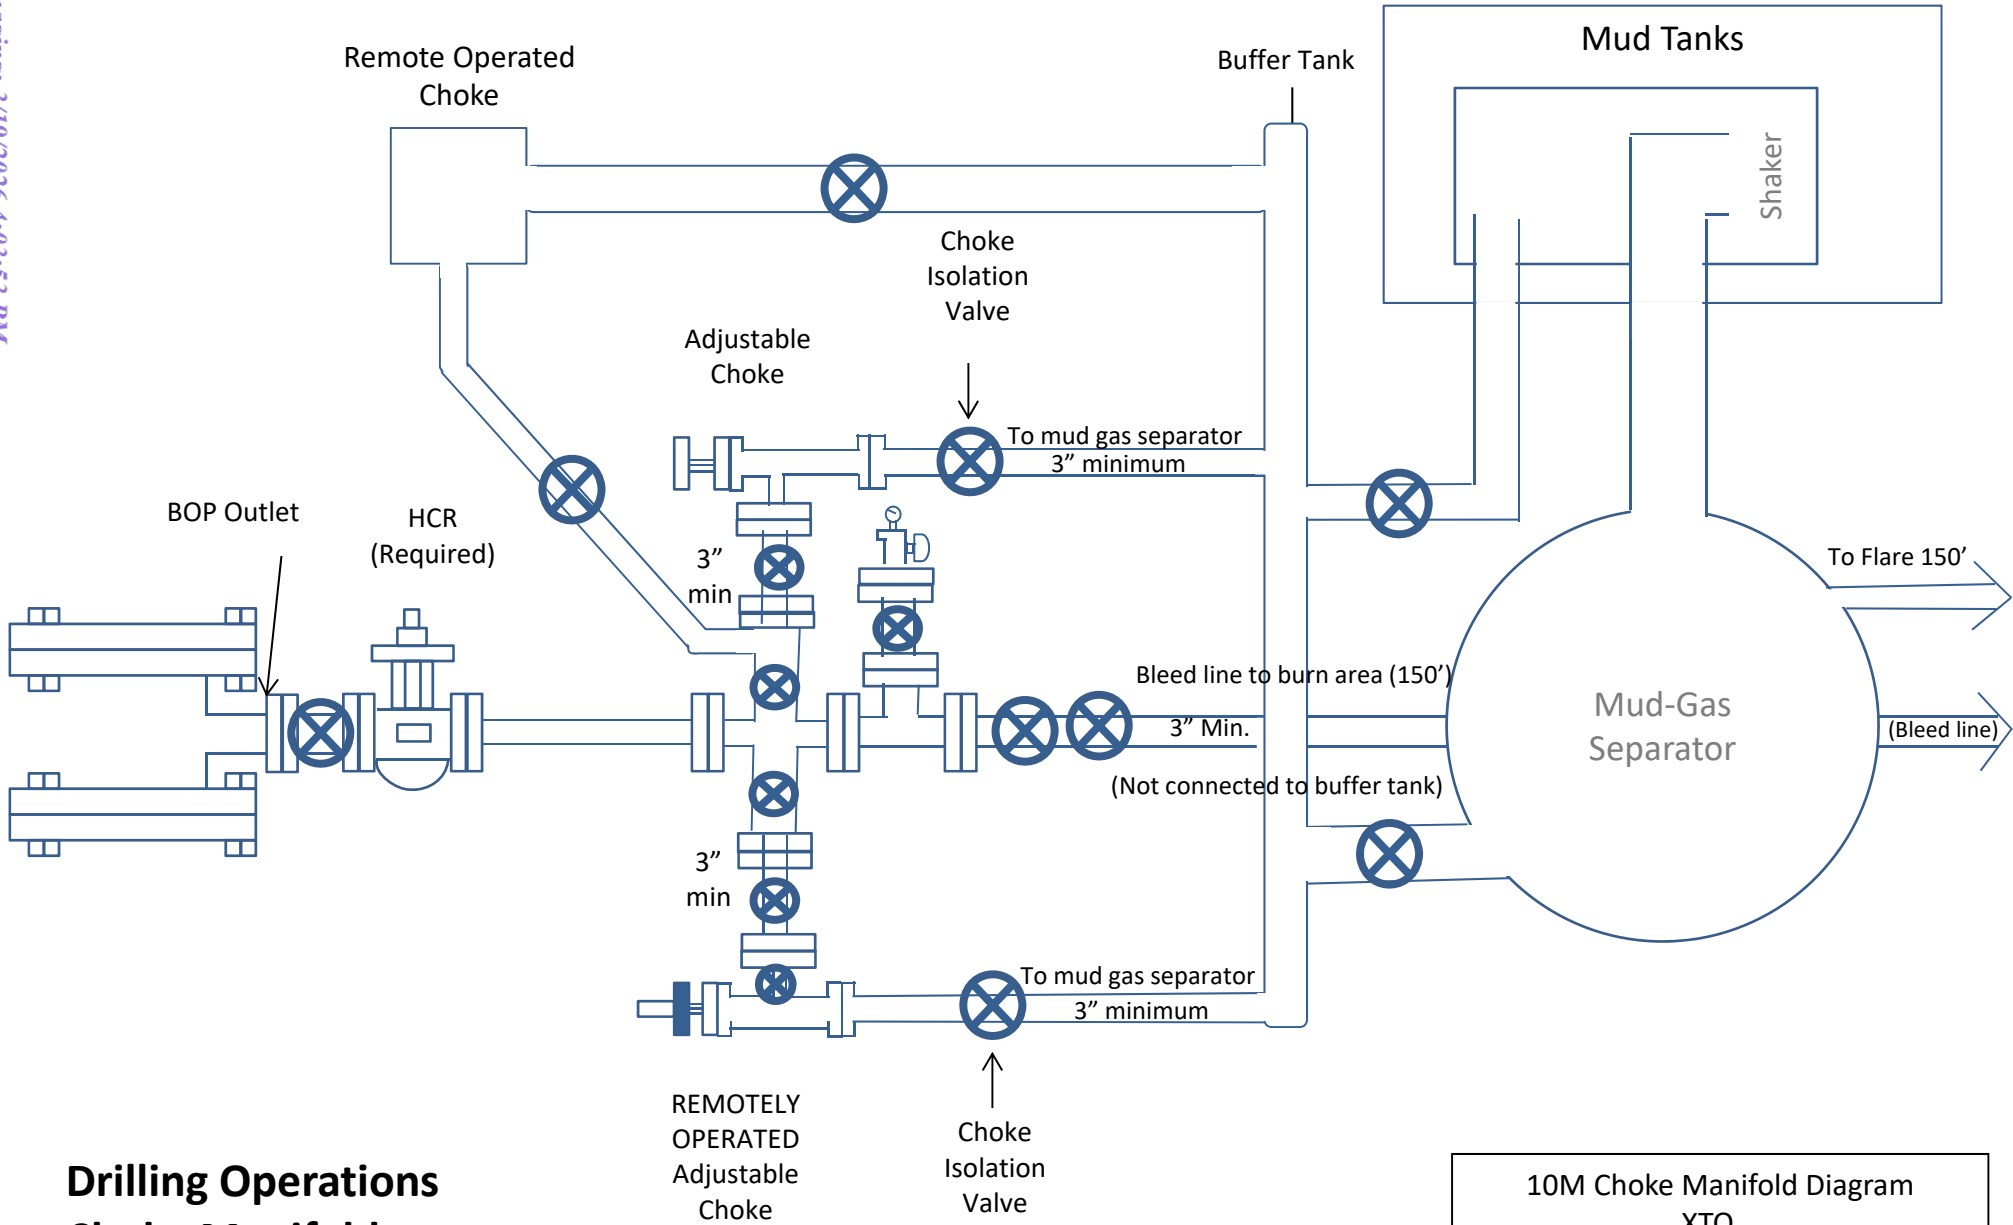 Remote Operated
Choke
Buffer Tank
Mud Tanks
Shaker
Choke
Isolation
Valve
Adjustable
Choke
To mud gas separator
3” minimum
BOP Outlet
HCR
(Required)
3”
min
To Flare 150’
Bleed line to burn area (150’)
3” Min.
(Not connected to buffer tank)
Mud-Gas
Separator
(Bleed line)
3”
min
To mud gas separator
3” minimum
REMOTELY
OPERATED
Adjustable
Choke
Choke
Isolation
Valve
Drilling Operations
Choke Manifold
10M Choke Manifold Diagram
XTO